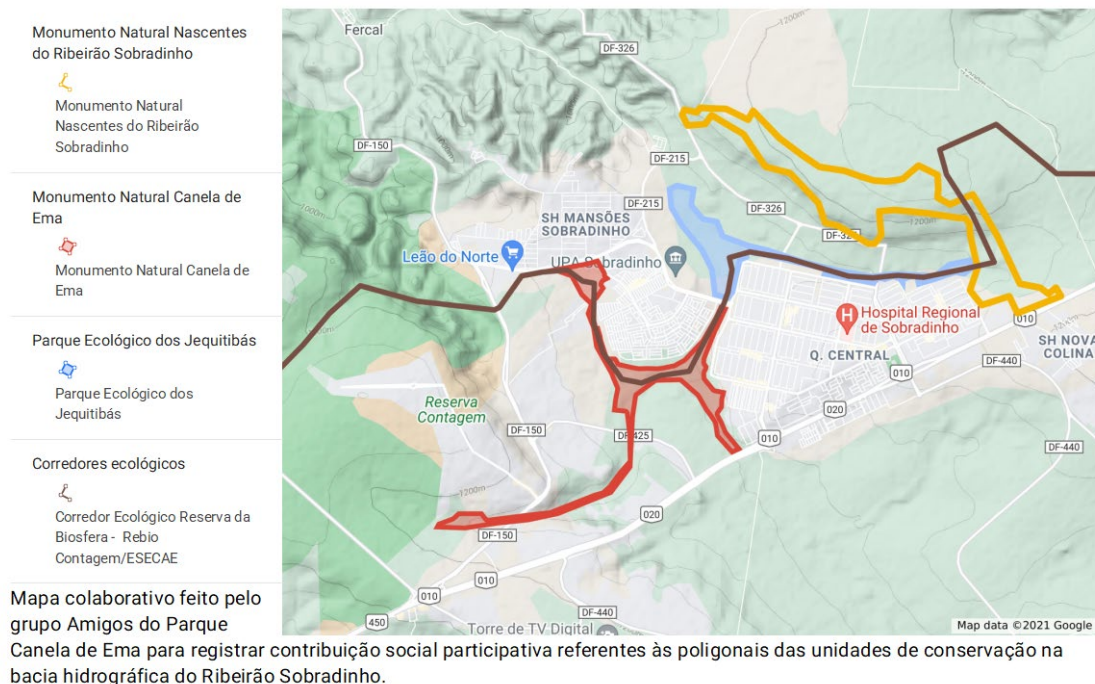 Monumento Natural Nascentes
do Ribeirão Sobradinho
Monumento Natural
Nascentes do Ribeirão
Sobradinho
Monumento Natural Canela de
Ema
Monumento Natural Canela de
Ema
Parque Ecológico dos Jequitibás
Parque Ecológico dos
Jequitibás
Corredores ecológicos
Corredor Ecológico Reserva da
Biosfera - Rebio
Contagem/ESECAE
Fercal
DF-326
1200m
DF-150
DF-215
DF-215
DF-326
1200m
DF-326
1000m
SH MANSÕES
SOBRADINHO
Leão do Norte
UPA Sobradinho
Hospital Regional
de Sobradinho
Q. CENTRAL
010
SH NOVA
COLINA
DF-440
010
020
010
DF-440
Reserva
Contagem
DF-150
DF-425
1200m
DF-150
020
010
010
450
DF-440
Torre de TV Digital
1200m
Map data ©2021 Google
Mapa colaborativo feito pelo
grupo Amigos do Parque
Canela de Ema para registrar contribuição social participativa referentes às poligonais das unidades de conservação na
bacia hidrográfica do Ribeirão Sobradinho.